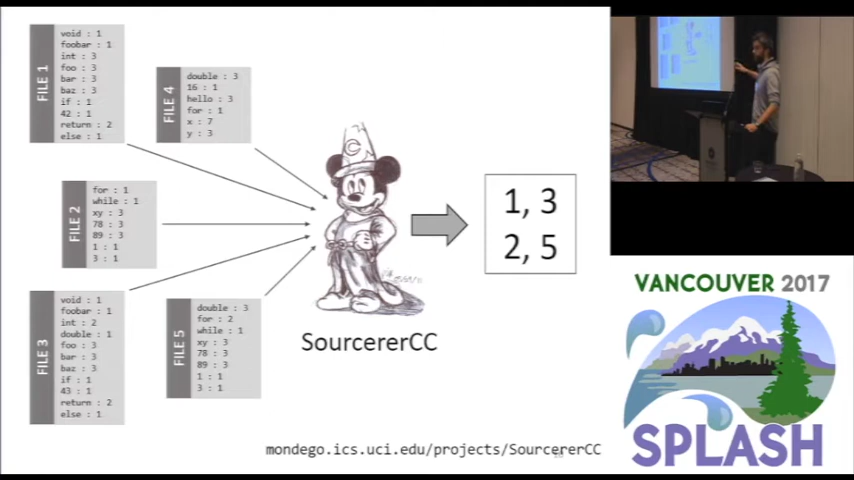 FILE 1
void : 1
foobar : 1
int : 3
foo : 3
bar : 3
baz : 3
if : 1
42 : 1
return : 2
else : 1
FILE 4
double : 3
16 : 1
hello : 3
for : 1
x : 7
y : 3
FILE 2
for : 1
while : 1
xy : 3
78 : 3
89 : 3
1 : 1
3 : 1
FILE 3
void : 1
foobar : 1
int : 2
double : 1
foo : 3
bar : 3
baz : 3
if : 1
43 : 1
return : 2
else : 1
FILE 5
double : 3
for : 2
while : 1
xy : 3
78 : 3
89 : 3
1 : 1
3 : 1
C
SourcererCC
1, 3
2, 5
mondego.ics.uci.edu/projects/SourcererCC
VANCOUVER 2017
SPLASH